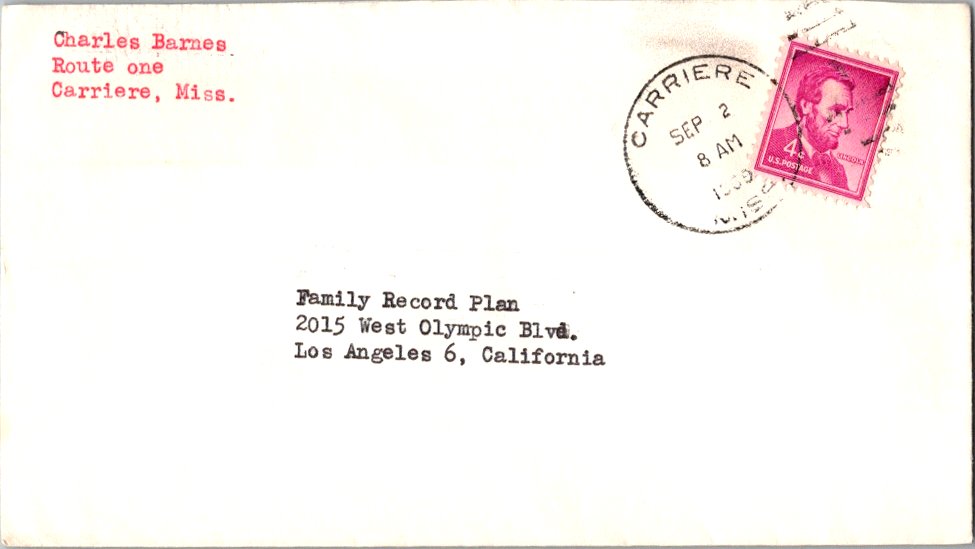 Charles Barnes
Route one
Carriere, Miss.
CARRIERE
SEP 2
8 AM
MISS.
4¢
LINCOLN
U.S. POSTAGE
Family Record Plan
2015 West Olympic Blvd.
Los Angeles 6, California